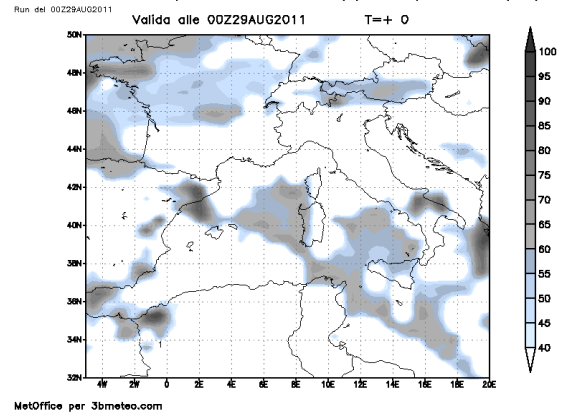 Run del 00Z29AUG2011
Valida alle 00Z29AUG2011 T=+ 0
50N
48N
46N
44N
42N
40N
38N
36N
34N
32N
4W 2W 0 2E 4E 6E 8E 10E 12E 14E 16E 18E 20E
1
100
95
90
85
80
75
70
65
60
55
50
45
40
MetOffice per 3bmeteo.com